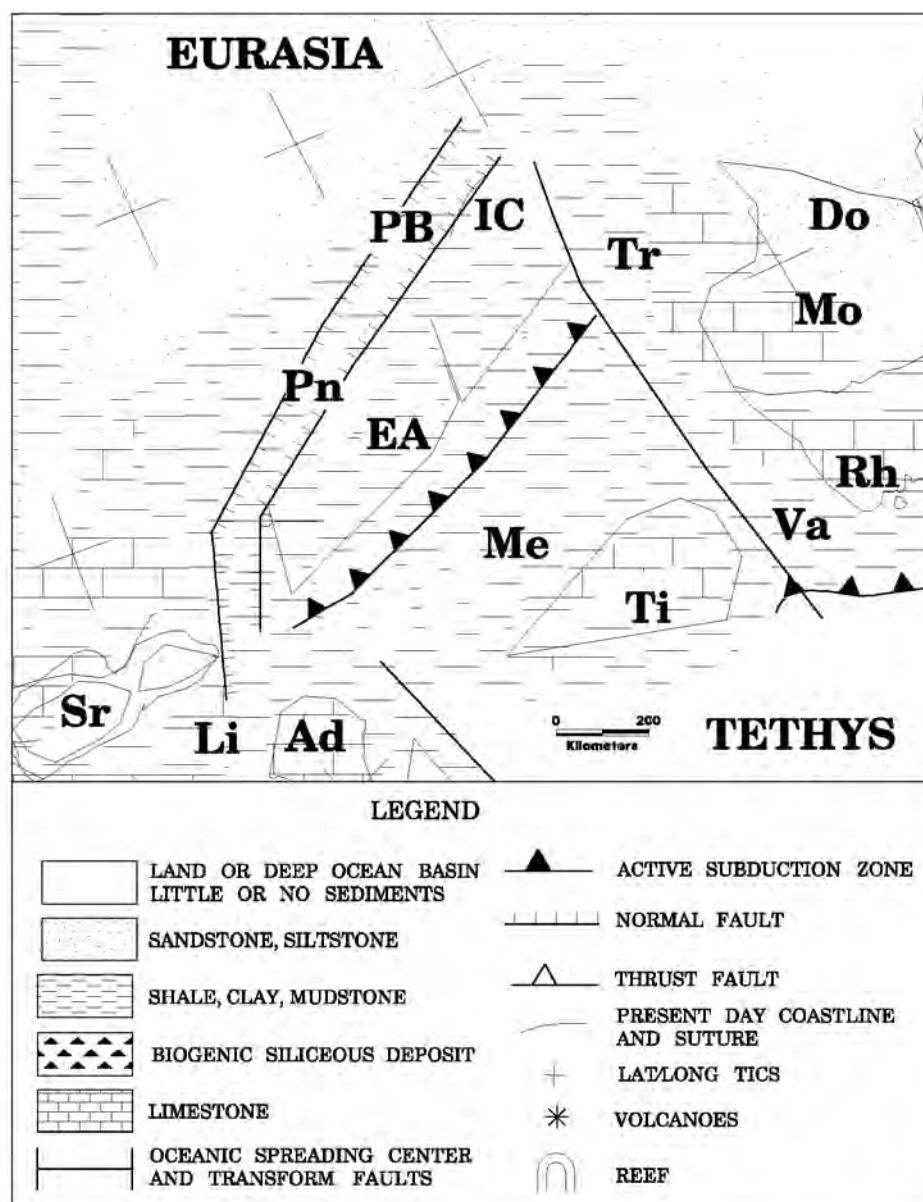 EURASIA
PB
IC
Tr
Do
Mo
Pn
EA
Rh
Me
Va
Ti
Sr
Li
Ad
0 200
Kilometers
TETHYS
LEGEND
LAND OR DEEP OCEAN BASIN
LITTLE OR NO SEDIMENTS
SANDSTONE, SILTSTONE
SHALE, CLAY, MUDSTONE
BIOGENIC SILICEOUS DEPOSIT
LIMESTONE
OCEANIC SPREADING CENTER
AND TRANSFORM FAULTS
ACTIVE SUBDUCTION ZONE
NORMAL FAULT
THRUST FAULT
PRESENT DAY COASTLINE
AND SUTURE
LAT/LONG TICS
VOLCANOES
REEF